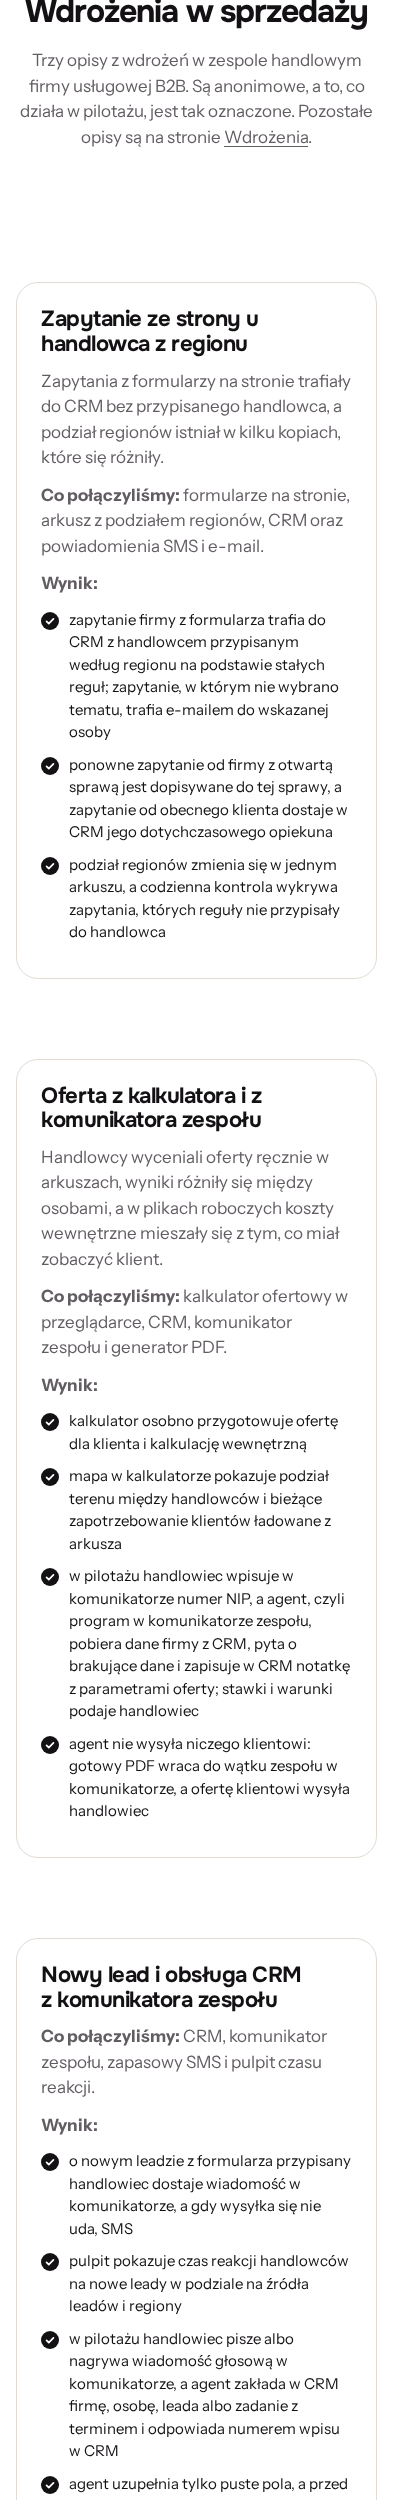 Wdrożenia w sprzedaży
Trzy opisy z wdrożeń w zespole handlowym
firmy usługowej B2B. Są anonimowe, a to, co
działa w pilotażu, jest tak oznaczone. Pozostałe
opisy są na stronie Wdrożenia.
Zapytanie ze strony u
handlowca z regionu
Zapytania z formularzy na stronie trafiały
do CRM bez przypisanego handlowca, a
podział regionów istniał w kilku kopiach,
które się różniły.
Co połączyliśmy: formularze na stronie,
arkusz z podziałem regionów, CRM oraz
powiadomienia SMS i e-mail.
Wynik:
zapytanie firmy z formularza trafia do
CRM z handlowcem przypisanym
według regionu na podstawie stałych
reguł; zapytanie, w którym nie wybrano
tematu, trafia e-mailem do wskazanej
osoby
ponowne zapytanie od firmy z otwartą
sprawą jest dopisywane do tej sprawy, a
zapytanie od obecnego klienta dostaje w
CRM jego dotychczasowego opiekuna
podział regionów zmienia się w jednym
arkuszu, a codzienna kontrola wykrywa
zapytania, których reguły nie przypisały
do handlowca
Oferta z kalkulatora i z
komunikatora zespołu
Handlowcy wyceniali oferty ręcznie w
arkuszach, wyniki różniły się między
osobami, a w plikach roboczych koszty
wewnętrzne mieszały się z tym, co miał
zobaczyć klient.
Co połączyliśmy: kalkulator ofertowy w
przeglądarce, CRM, komunikator
zespołu i generator PDF.
Wynik:
kalkulator osobno przygotowuje ofertę
dla klienta i kalkulację wewnętrzną
mapa w kalkulatorze pokazuje podział
terenu między handlowców i bieżące
zapotrzebowanie klientów ładowane z
arkusza
w pilotażu handlowiec wpisuje w
komunikatorze numer NIP, a agent, czyli
program w komunikatorze zespołu,
pobiera dane firmy z CRM, pyta o
brakujące dane i zapisuje w CRM notatkę
z parametrami oferty; stawki i warunki
podaje handlowiec
agent nie wysyła niczego klientowi:
gotowy PDF wraca do wątku zespołu w
komunikatorze, a ofertę klientowi wysyła
handlowiec
Nowy lead i obsługa CRM
z komunikatora zespołu
Co połączyliśmy: CRM, komunikator
zespołu, zapasowy SMS i pulpit czasu
reakcji.
Wynik:
o nowym leadzie z formularza przypisany
handlowiec dostaje wiadomość w
komunikatorze, a gdy wysyłka się nie
uda, SMS
pulpit pokazuje czas reakcji handlowców
na nowe leady w podziale na źródła
leadów i regiony
w pilotażu handlowiec pisze albo
nagrywa wiadomość głosową w
komunikatorze, a agent zakłada w CRM
firmę, osobę, leada albo zadanie z
terminem i odpowiada numerem wpisu
w CRM
agent uzupełnia tylko puste pola, a przed